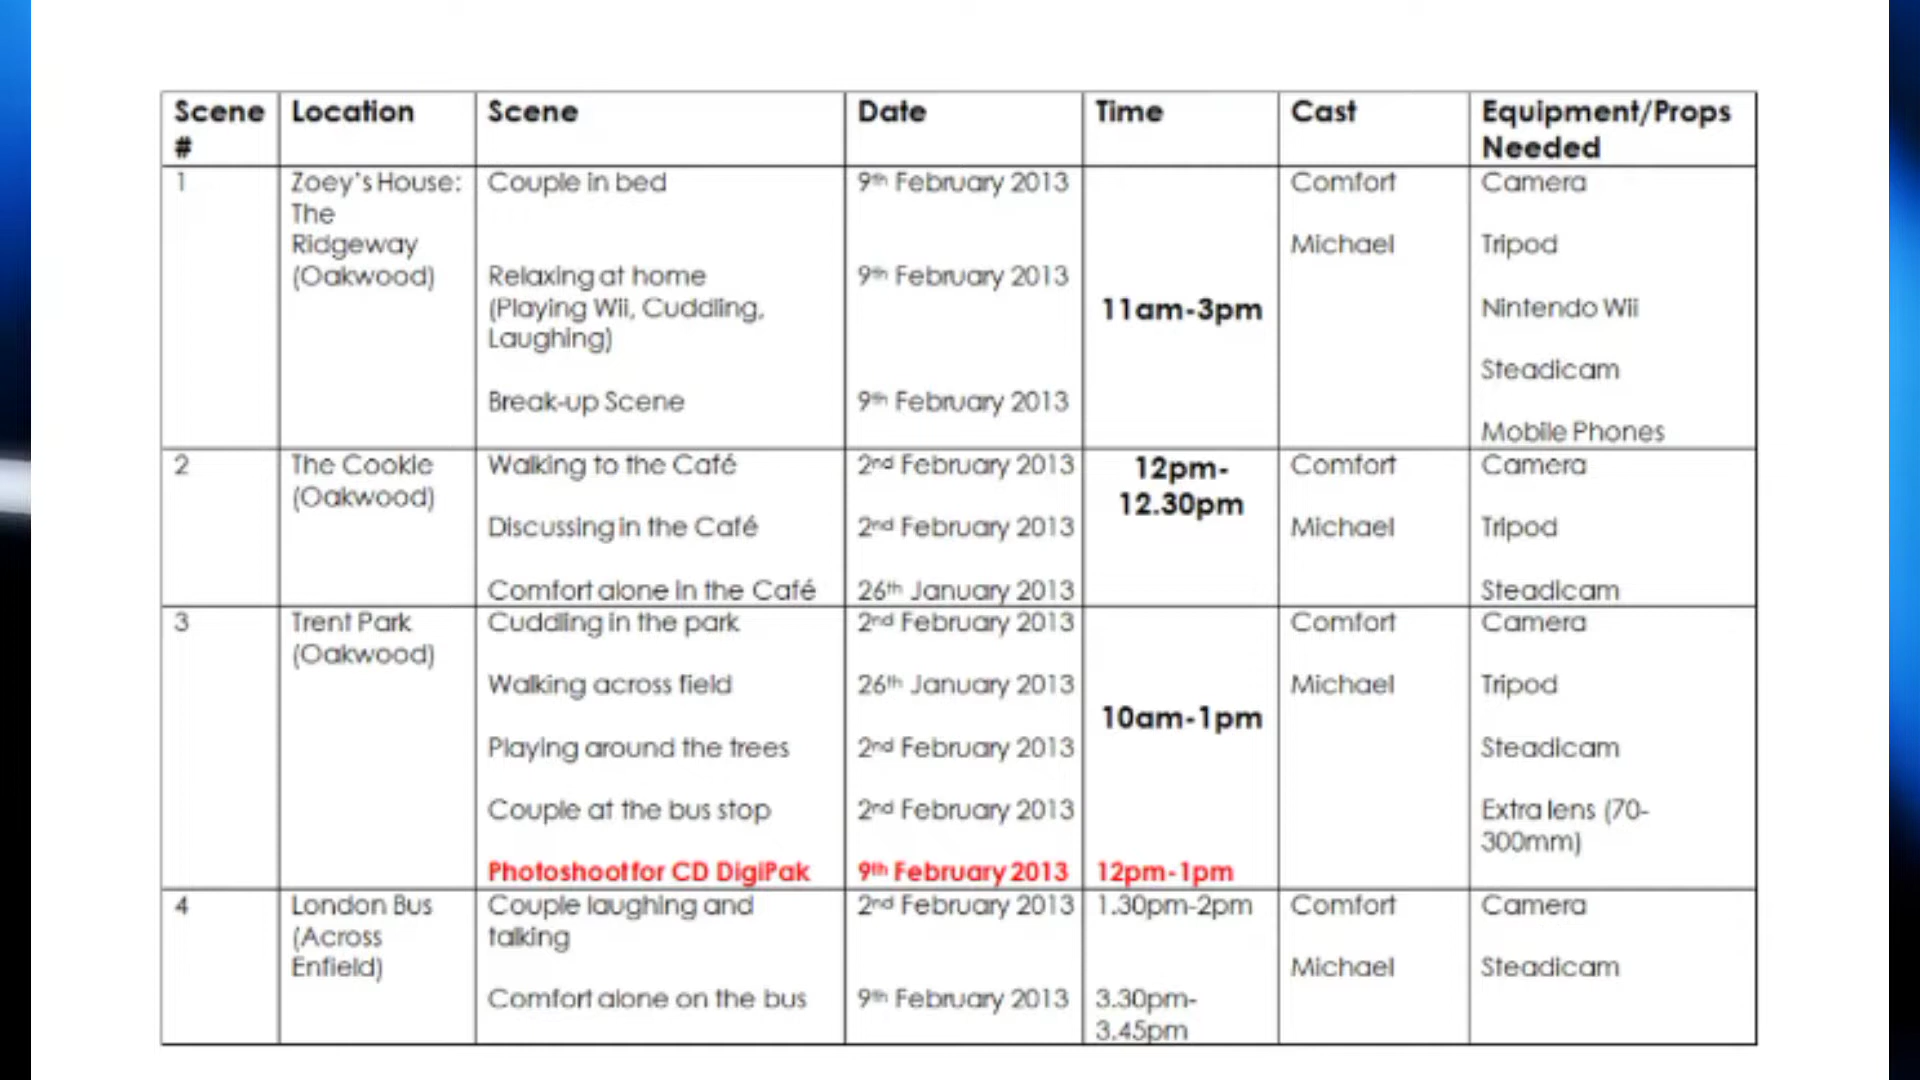 Scene # Location Scene Date Time Cast Equipment/Props Needed
1 Zoey's House: The Ridgeway (Oakwood)
Couple in bed 9th February 2013
Relaxing at home (Playing Wii, Cuddling, Laughing) 9th February 2013
Break-up Scene 9th February 2013
11am-3pm
Comfort
Michael
Camera
Tripod
Nintendo Wii
Steadicam
Mobile Phones
2 The Cookie (Oakwood)
Walking to the Café 2nd February 2013
Discussing in the Café 2nd February 2013
Comfort alone in the Café 26th January 2013
12pm-12.30pm
Comfort
Michael
Camera
Tripod
Steadicam
3 Trent Park (Oakwood)
Cuddling in the park 2nd February 2013
Walking across field 26th January 2013
Playing around the trees 2nd February 2013
Couple at the bus stop 2nd February 2013
Photoshoot for CD DigiPak 9th February 2013 12pm-1pm
10am-1pm
Comfort
Michael
Camera
Tripod
Steadicam
Extra lens (70-300mm)
4 London Bus (Across Enfield)
Couple laughing and talking 2nd February 2013 1.30pm-2pm
Comfort alone on the bus 9th February 2013 3.30pm-3.45pm
Comfort
Michael
Camera
Steadicam